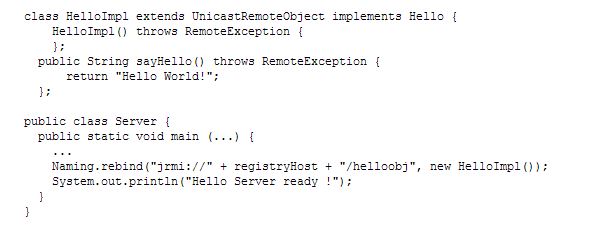 class HelloImpl extends UnicastRemoteObject implements Hello {
    HelloImpl() throws RemoteException {
    };
  public String sayHello() throws RemoteException {
      return "Hello World!";
  };

public class Server {
  public static void main (...) {
    ...
    Naming.rebind("jrmi://" + registryHost + "/helloobj", new HelloImpl());
    System.out.println("Hello Server ready !");
  }
}